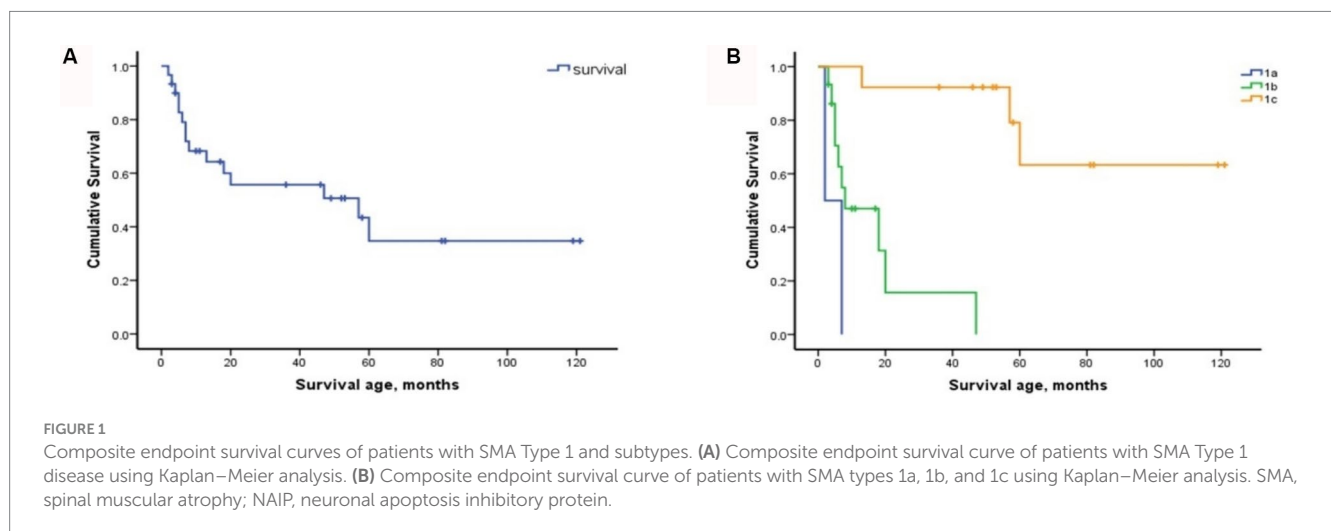 A
1.0
0.8
0.6
0.4
0.2
0.0
Cumulative Survival
survival
0 20 40 60 80 100 120
Survival age, months
B
1.0
0.8
0.6
0.4
0.2
0.0
Cumulative Survival
1a
1b
1c
0 20 40 60 80 100 120
Survival age, months
FIGURE 1
Composite endpoint survival curves of patients with SMA Type 1 and subtypes. (A) Composite endpoint survival curve of patients with SMA Type 1
disease using Kaplan–Meier analysis. (B) Composite endpoint survival curve of patients with SMA types 1a, 1b, and 1c using Kaplan–Meier analysis. SMA,
spinal muscular atrophy; NAIP, neuronal apoptosis inhibitory protein.